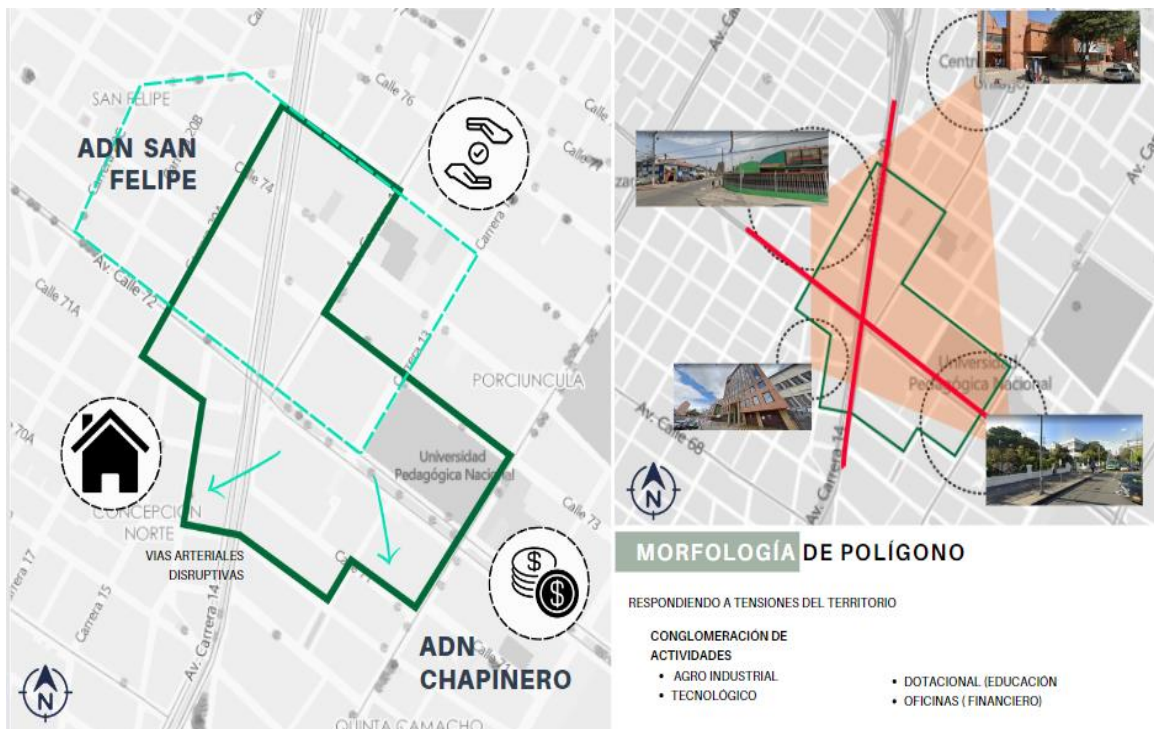 SAN FELIPE
ADN SAN
FELIPE
Calle 76
Calle 74
Av. Calle 72
Calle 71A
Carrera 13
PORCIUNCULA
Universidad
Pedagógica Nacional
Calle 73
CONCEPCION
NORTE
VIAS ARTERIALES
DISRUPTIVAS
Carrera 17
Carrera 15
Av. Carrera 14
ADN
CHAPINERO
QUINTA CAMACHO
N
Universidad
Pedagógica Nacional
Av. Calle 68
Av. Carrera 14
N
MORFOLOGÍA DE POLÍGONO
RESPONDIENDO A TENSIONES DEL TERRITORIO
CONGLOMERACIÓN DE
ACTIVIDADES
• AGRO INDUSTRIAL
• TECNOLÓGICO
• DOTACIONAL (EDUCACIÓN
• OFICINAS ( FINANCIERO)